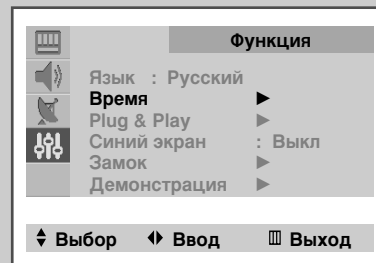 Функция
Язык : Русский
Время ►
Plug & Play ►
Синий экран : Выкл
Замок ►
Демонстрация ►
Выбор Ввод Выход